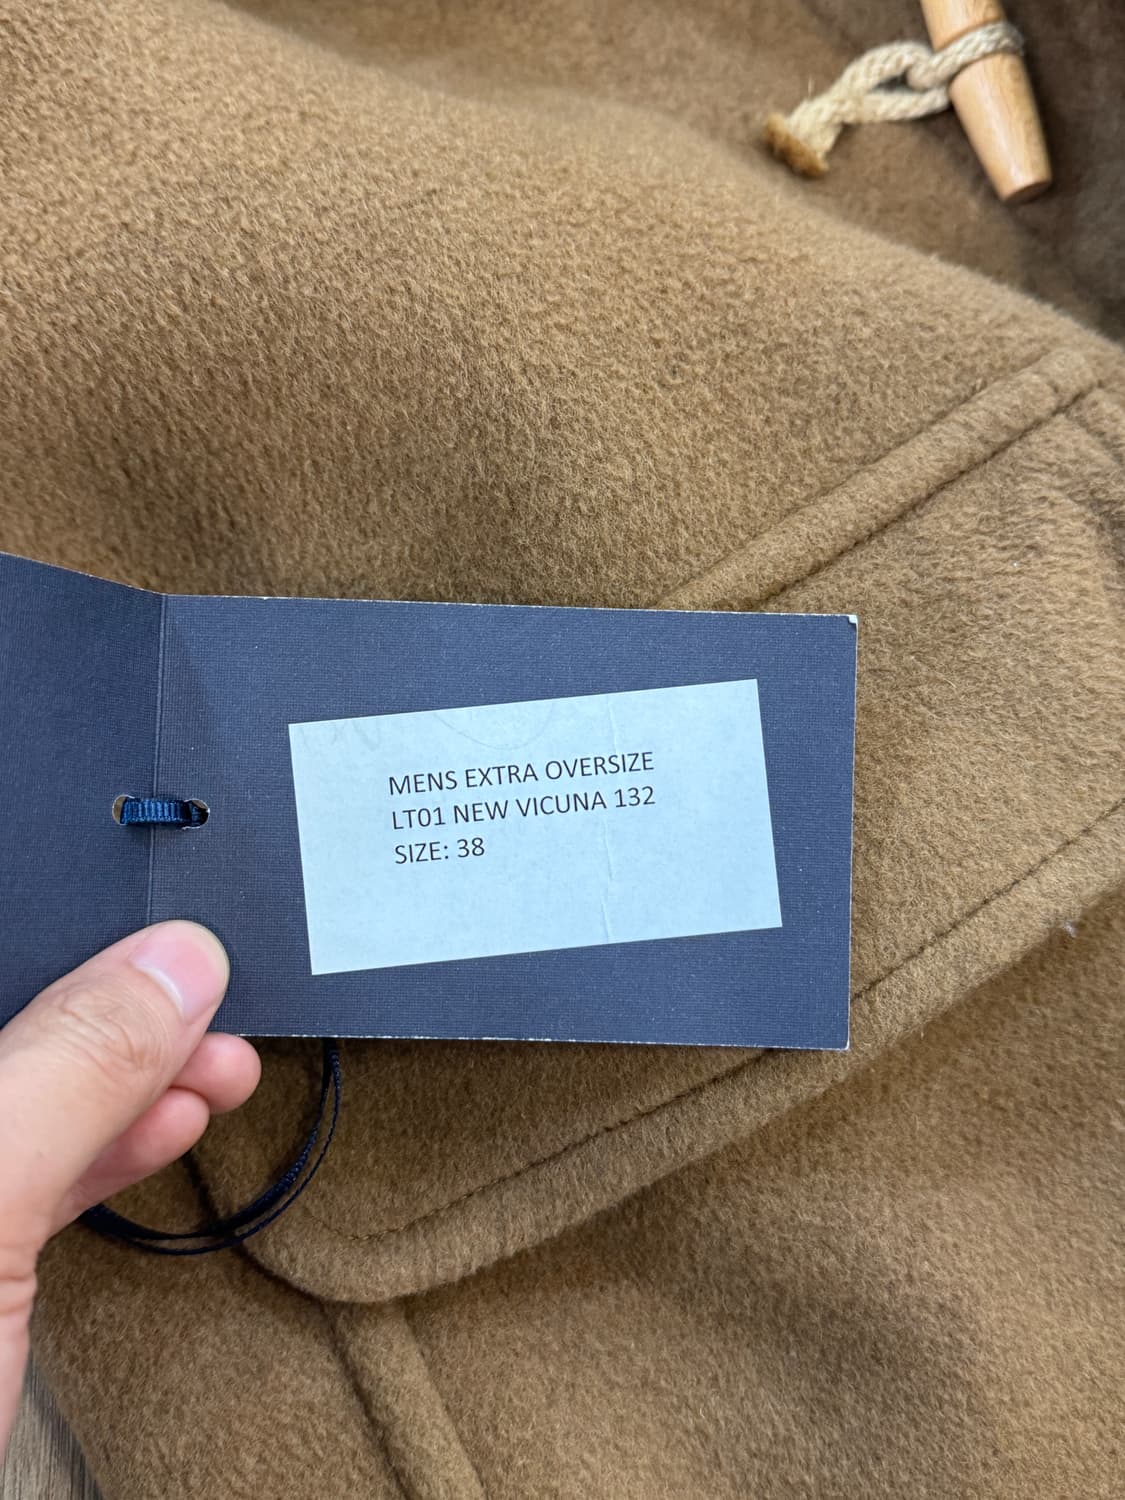 MENS EXTRA OVERSIZE
LT01 NEW VICUNA 132
SIZE: 38